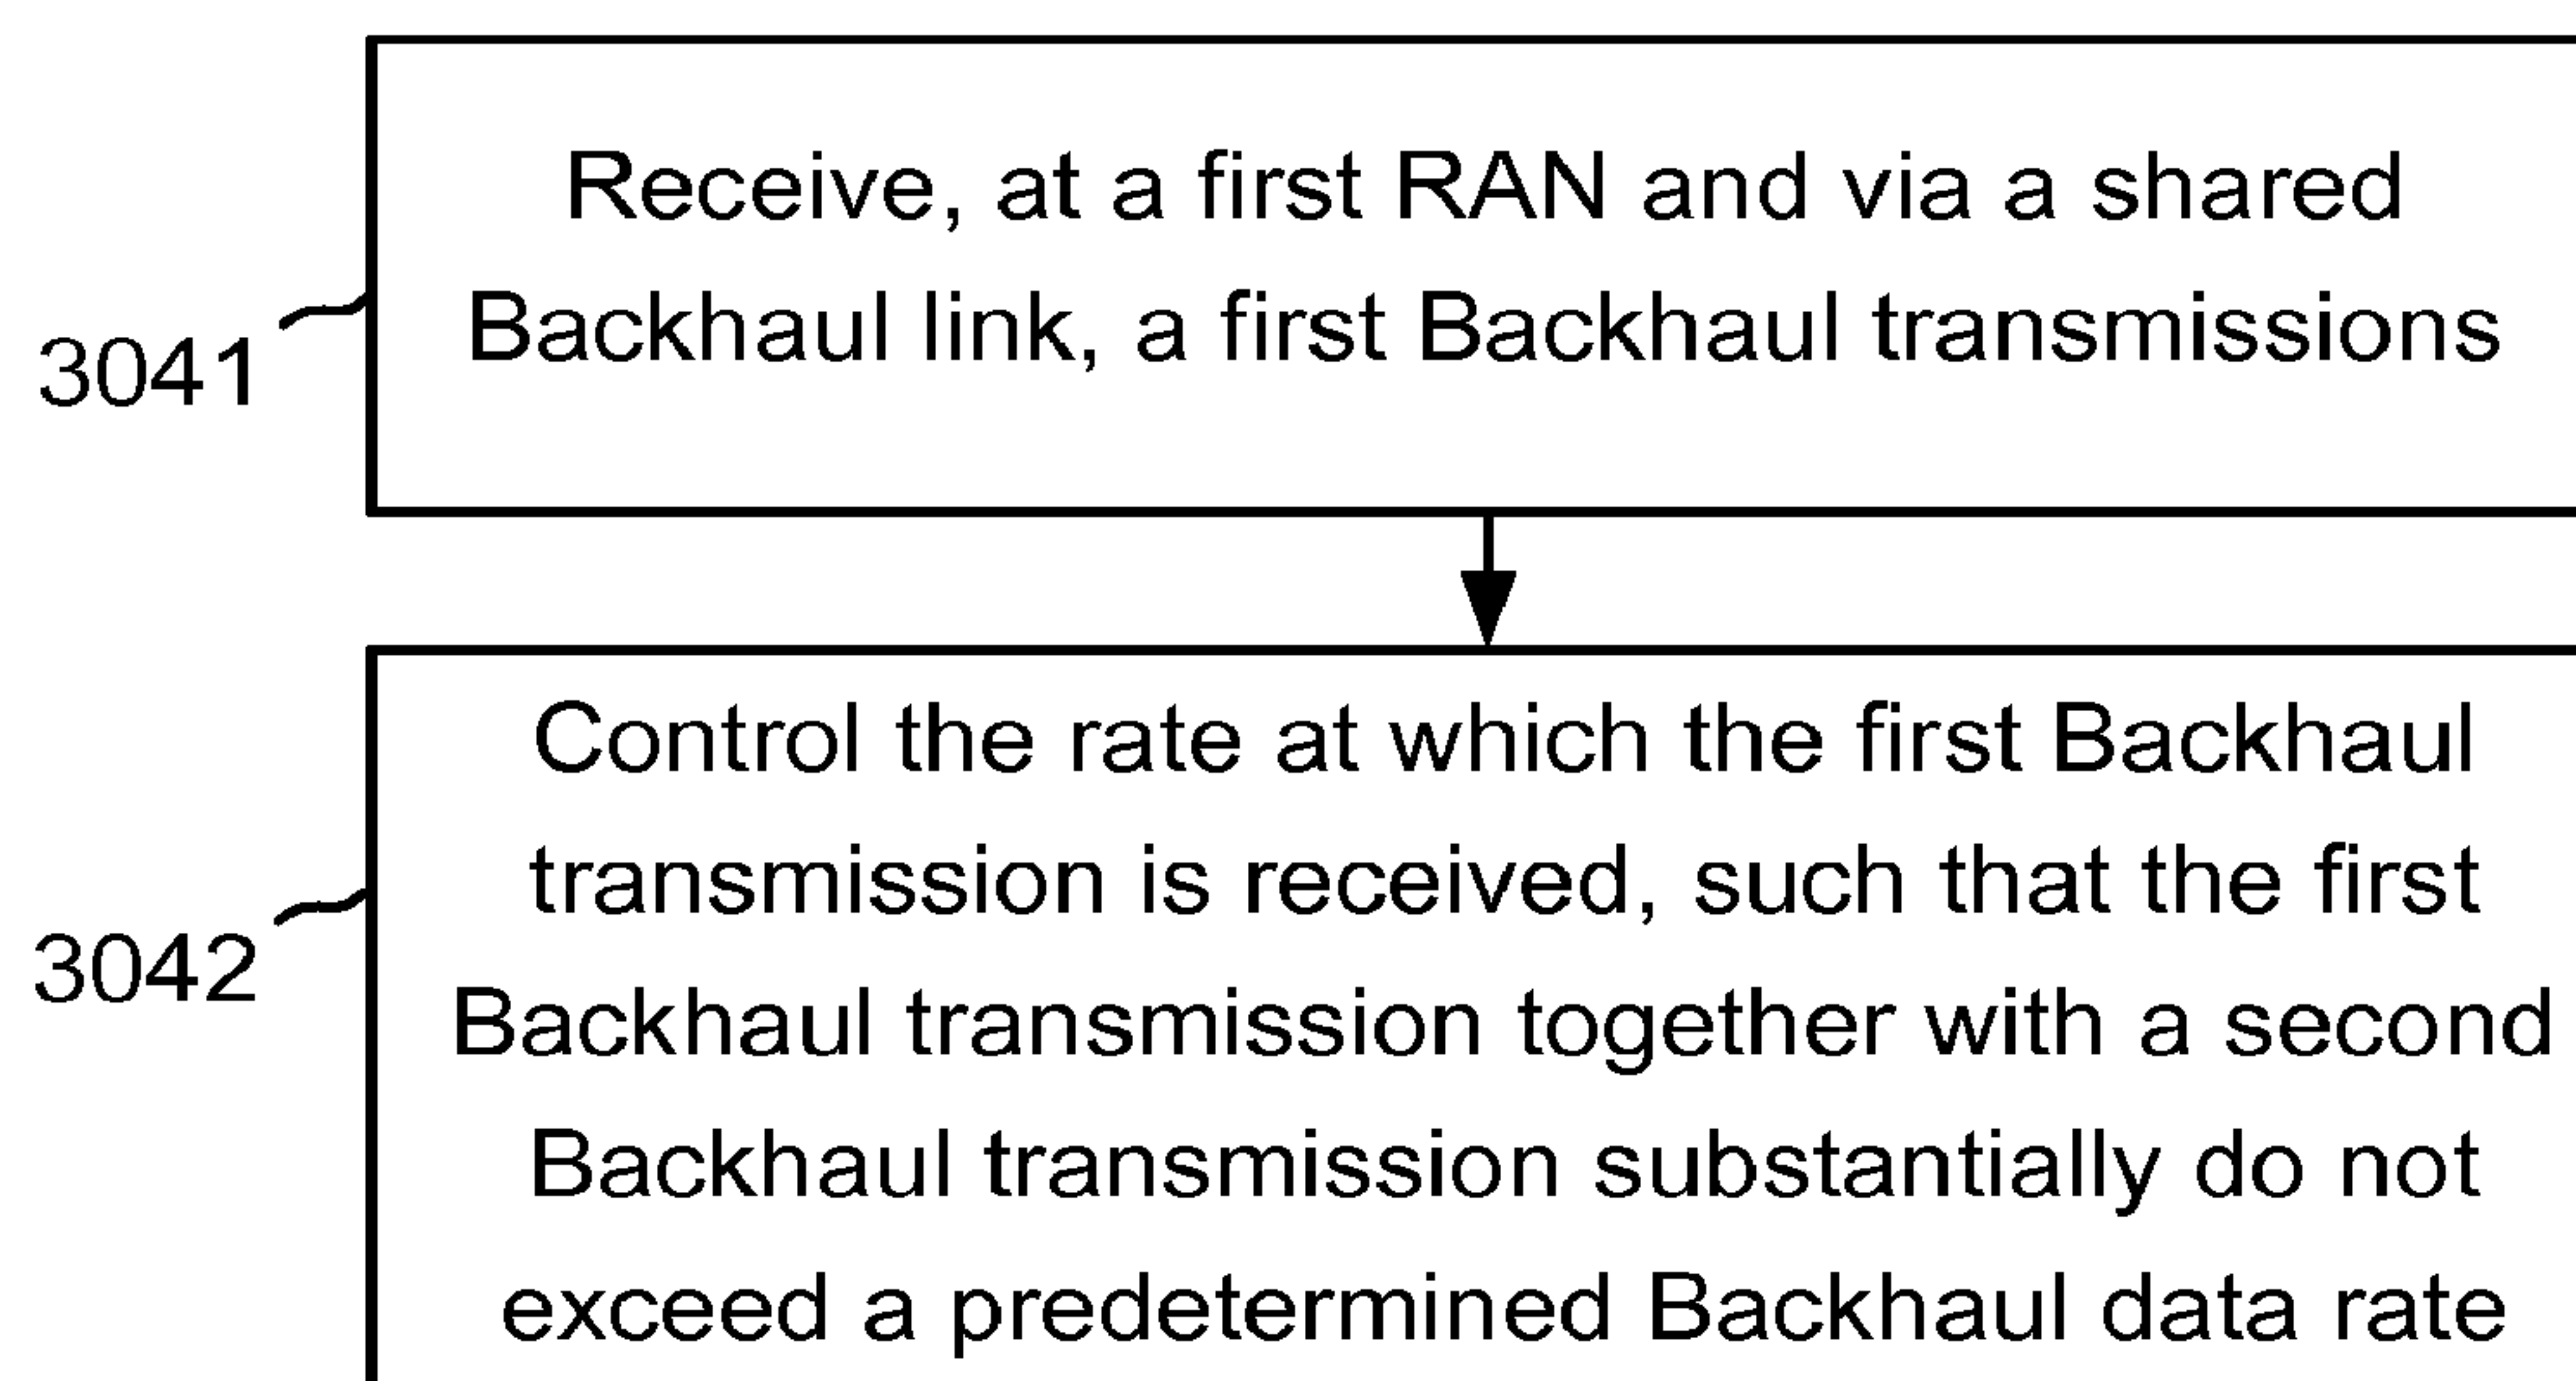 Receive, at a first RAN and via a shared
Backhaul link, a first Backhaul transmissions
3041
Control the rate at which the first Backhaul
transmission is received, such that the first
Backhaul transmission together with a second
Backhaul transmission substantially do not
exceed a predetermined Backhaul data rate
3042